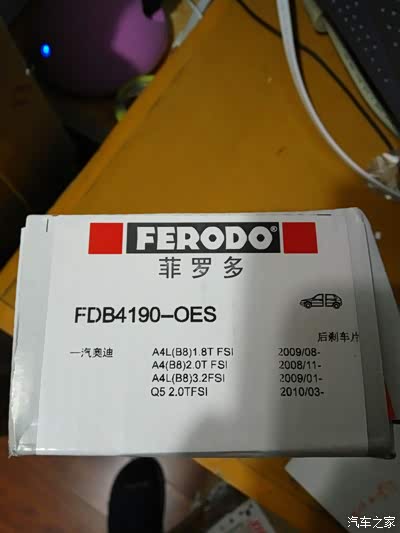 FERODO®
菲罗多
FDB4190-OES
后刹车片
一汽奥迪 A4L(B8)1.8T FSI 2009/08-
A4(B8)2.0T FSI 2008/11-
A4L(B8)3.2FSI 2009/01-
Q5 2.0TFSI 2010/03-
汽车之家